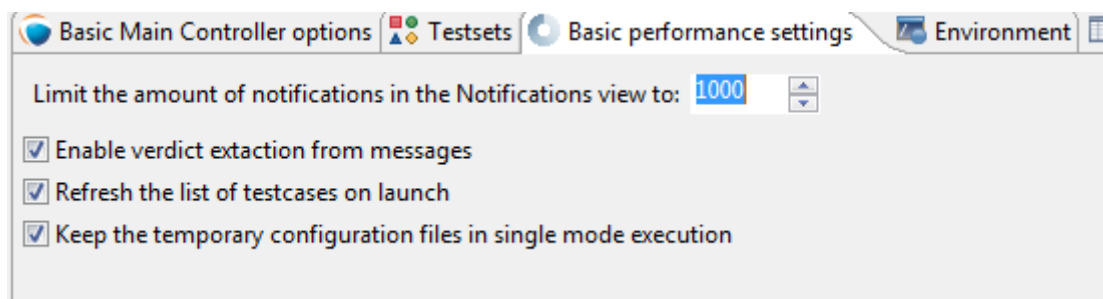 Basic Main Controller options Testsets Basic performance settings Environment
Limit the amount of notifications in the Notifications view to: 1000
Enable verdict extaction from messages
Refresh the list of testcases on launch
Keep the temporary configuration files in single mode execution